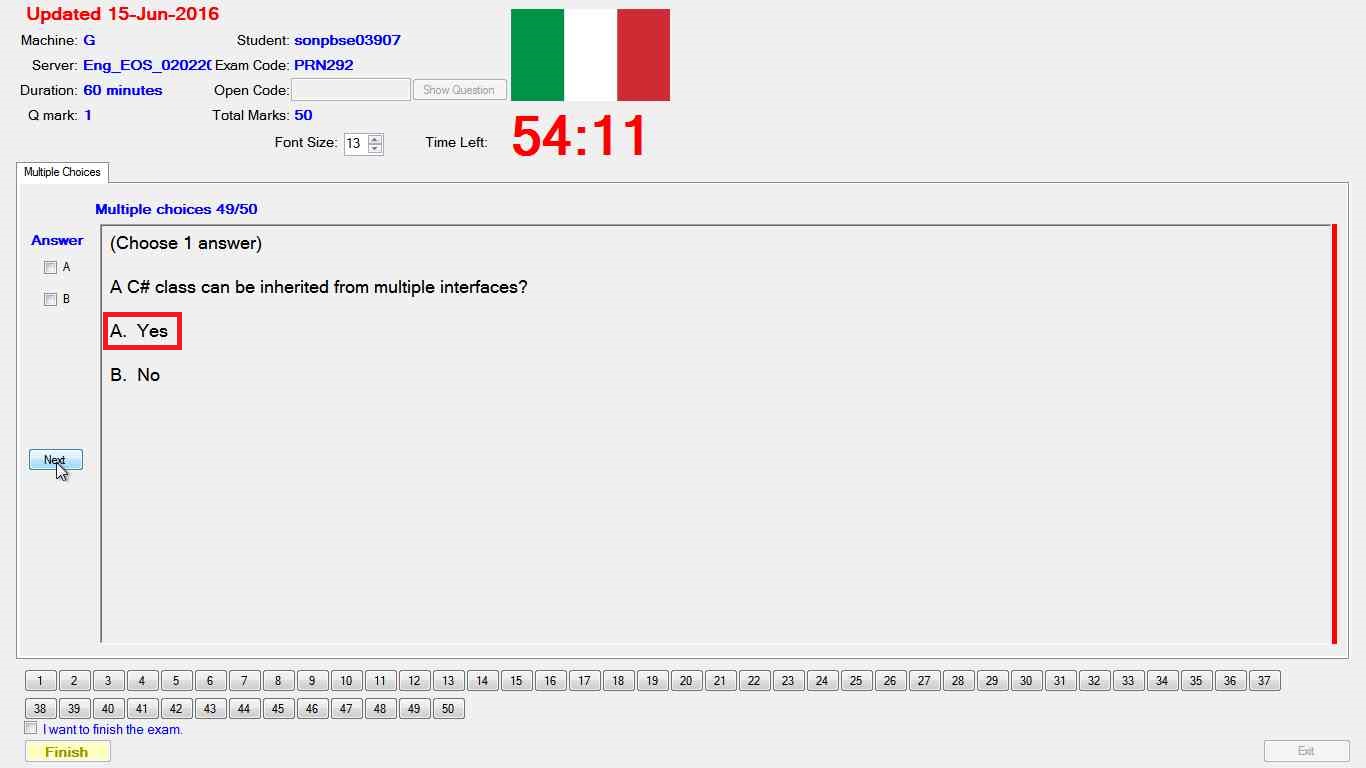 Updated 15-Jun-2016
Machine: G Student: sonpbse03907
Server: Eng_EOS_02022 Exam Code: PRN292
Duration: 60 minutes Open Code: Show Question
Q mark: 1 Total Marks: 50
Font Size: 13 Time Left: 54:11
Multiple Choices
Multiple choices 49/50
Answer
(Choose 1 answer)
A
A C# class can be inherited from multiple interfaces?
B
A. Yes
B. No
Next
1 2 3 4 5 6 7 8 9 10 11 12 13 14 15 16 17 18 19 20 21 22 23 24 25 26 27 28 29 30 31 32 33 34 35 36 37
38 39 40 41 42 43 44 45 46 47 48 49 50
I want to finish the exam.
Finish Exit